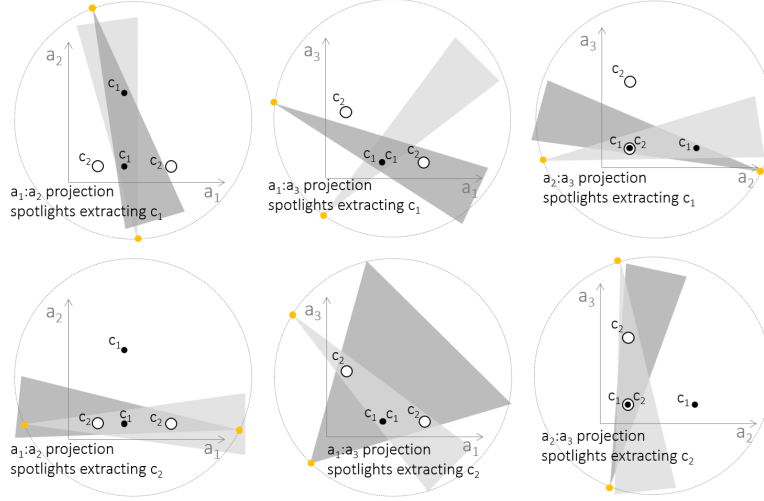 a2
c1
c2
c1
c2
a1
a1:a2 projection
spotlights extracting c1
a3
c2
c1
c1
c2
a1
a1:a3 projection
spotlights extracting c1
a3
c2
c1
c2
c1
a2
a2:a3 projection
spotlights extracting c1
a2
c1
c2
c1
c2
a1
a1:a2 projection
spotlights extracting c2
a3
c2
c1
c1
c2
a1
a1:a3 projection
spotlights extracting c2
a3
c2
c1
c2
c1
a2
a2:a3 projection
spotlights extracting c2